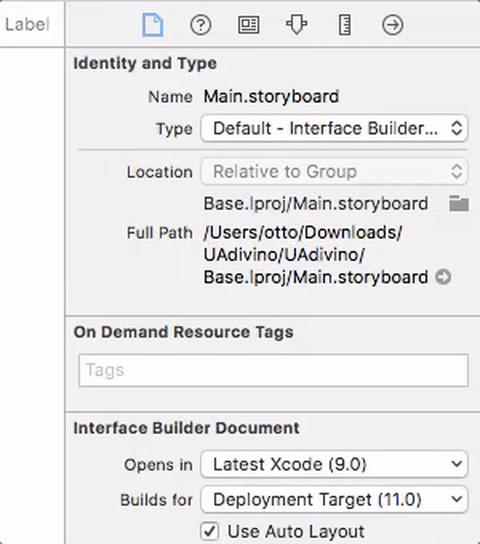 Label
Identity and Type
Name Main.storyboard
Type Default - Interface Builder...
Location Relative to Group
Base.lproj/Main.storyboard
Full Path /Users/otto/Downloads/
UAdivino/UAdivino/
Base.lproj/Main.storyboard
On Demand Resource Tags
Tags
Interface Builder Document
Opens in Latest Xcode (9.0)
Builds for Deployment Target (11.0)
Use Auto Layout